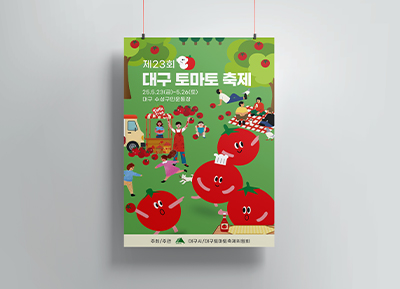 제23회
대구 토마토 축제
25.5.23(금)~5.26(토)
대구 수성구민운동장
주최/주관
대구시/대구토마토축제위원회